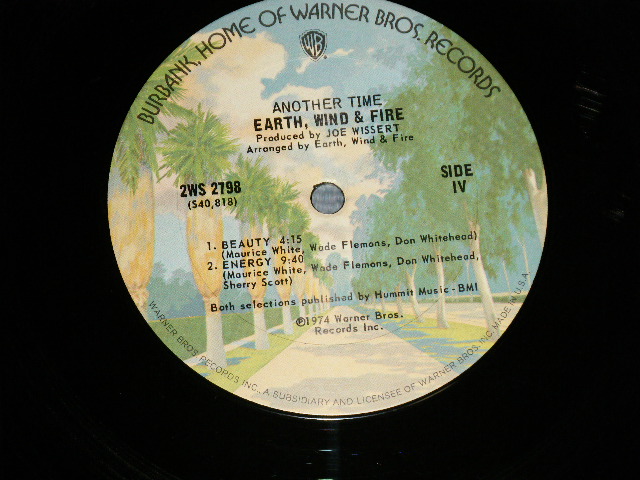 BURBANK, HOME OF WARNER BROS. RECORDS
WB
ANOTHER TIME
EARTH, WIND & FIRE
Produced by JOE WISSERT
Arranged by Earth, Wind & Fire
2WS 2798
(S40,818)
SIDE
IV
1. BEAUTY 4:15
(Maurice White, Wade Flemons, Don Whitehead)
2. ENERGY 9:40
(Maurice White, Wade Flemons, Don Whitehead,
Sherry Scott)
Both selections published by Hummit Music - BMI
©1974 Warner Bros.
Records Inc.
WARNER BROS. RECORDS INC., A SUBSIDIARY AND LICENSEE OF WARNER BROS. INC. MADE IN U.S.A.